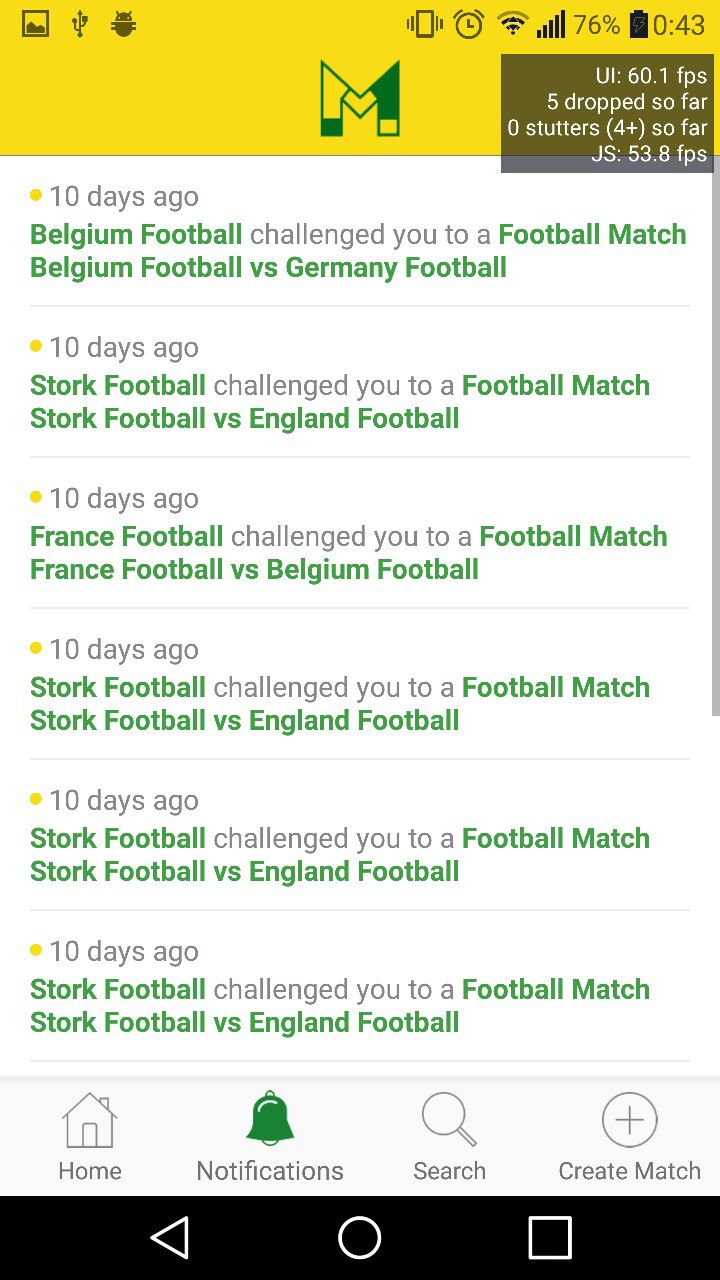 76% 0:43
UI: 60.1 fps
5 dropped so far
0 stutters (4+) so far
JS: 53.8 fps
10 days ago
Belgium Football challenged you to a Football Match
Belgium Football vs Germany Football
10 days ago
Stork Football challenged you to a Football Match
Stork Football vs England Football
10 days ago
France Football challenged you to a Football Match
France Football vs Belgium Football
10 days ago
Stork Football challenged you to a Football Match
Stork Football vs England Football
10 days ago
Stork Football challenged you to a Football Match
Stork Football vs England Football
10 days ago
Stork Football challenged you to a Football Match
Stork Football vs England Football
Home Notifications Search Create Match